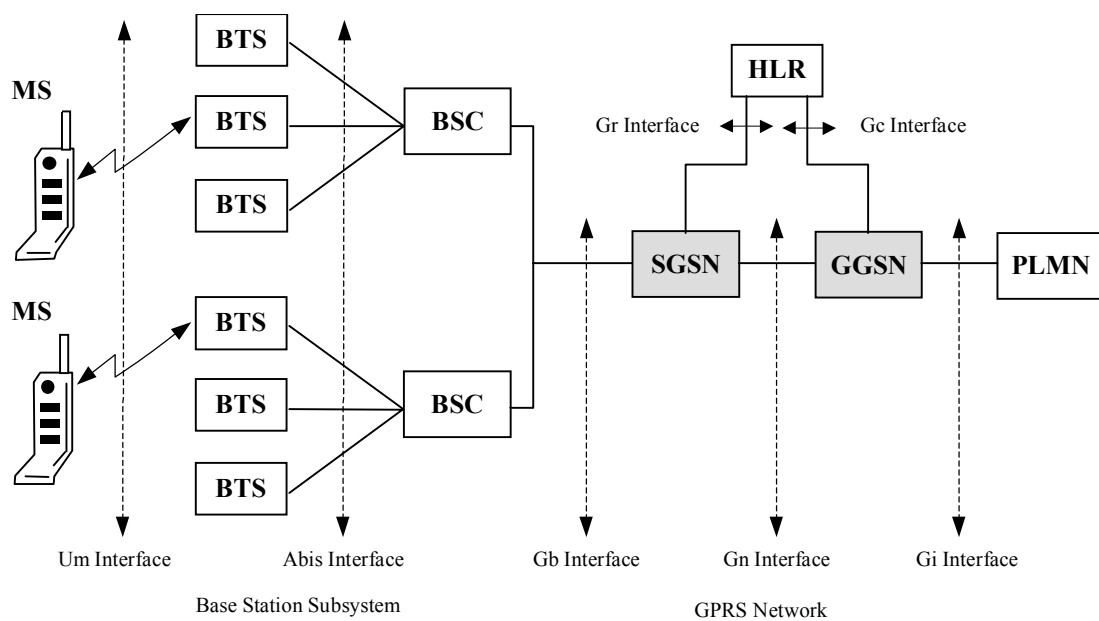 BTS
HLR
MS
BTS
BSC
Gr Interface
Gc Interface
BTS
SGSN
GGSN
PLMN
MS
BTS
BTS
BSC
BTS
Um Interface
Abis Interface
Gb Interface
Gn Interface
Gi Interface
Base Station Subsystem
GPRS Network